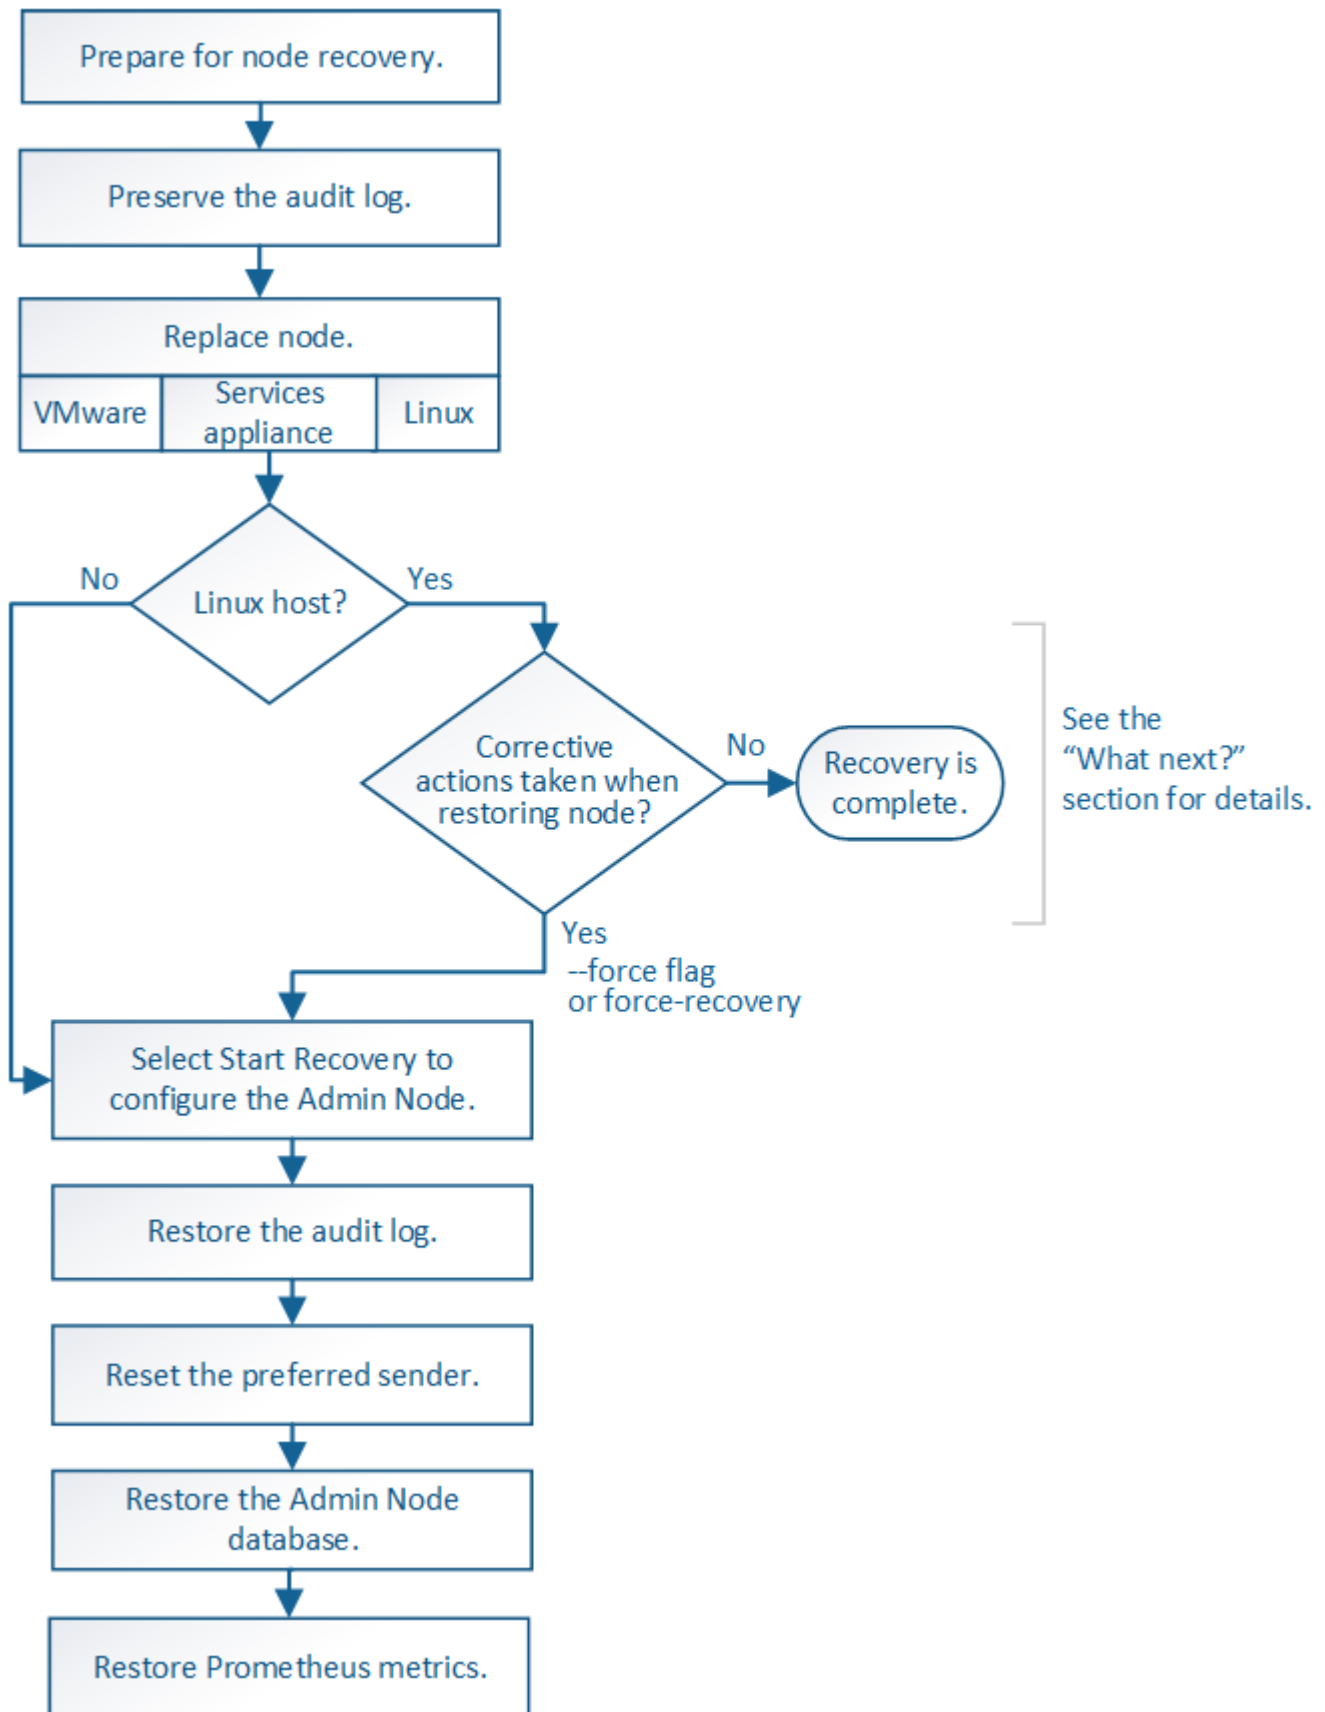 Prepare for node recovery.
Preserve the audit log.
Replace node.
VMware
Services
appliance
Linux
Linux host?
No
Yes
Corrective
actions taken when
restoring node?
No
Recovery is
complete.
See the
“What next?”
section for details.
Yes
--force flag
or force-recovery
Select Start Recovery to
configure the Admin Node.
Restore the audit log.
Reset the preferred sender.
Restore the Admin Node
database.
Restore Prometheus metrics.